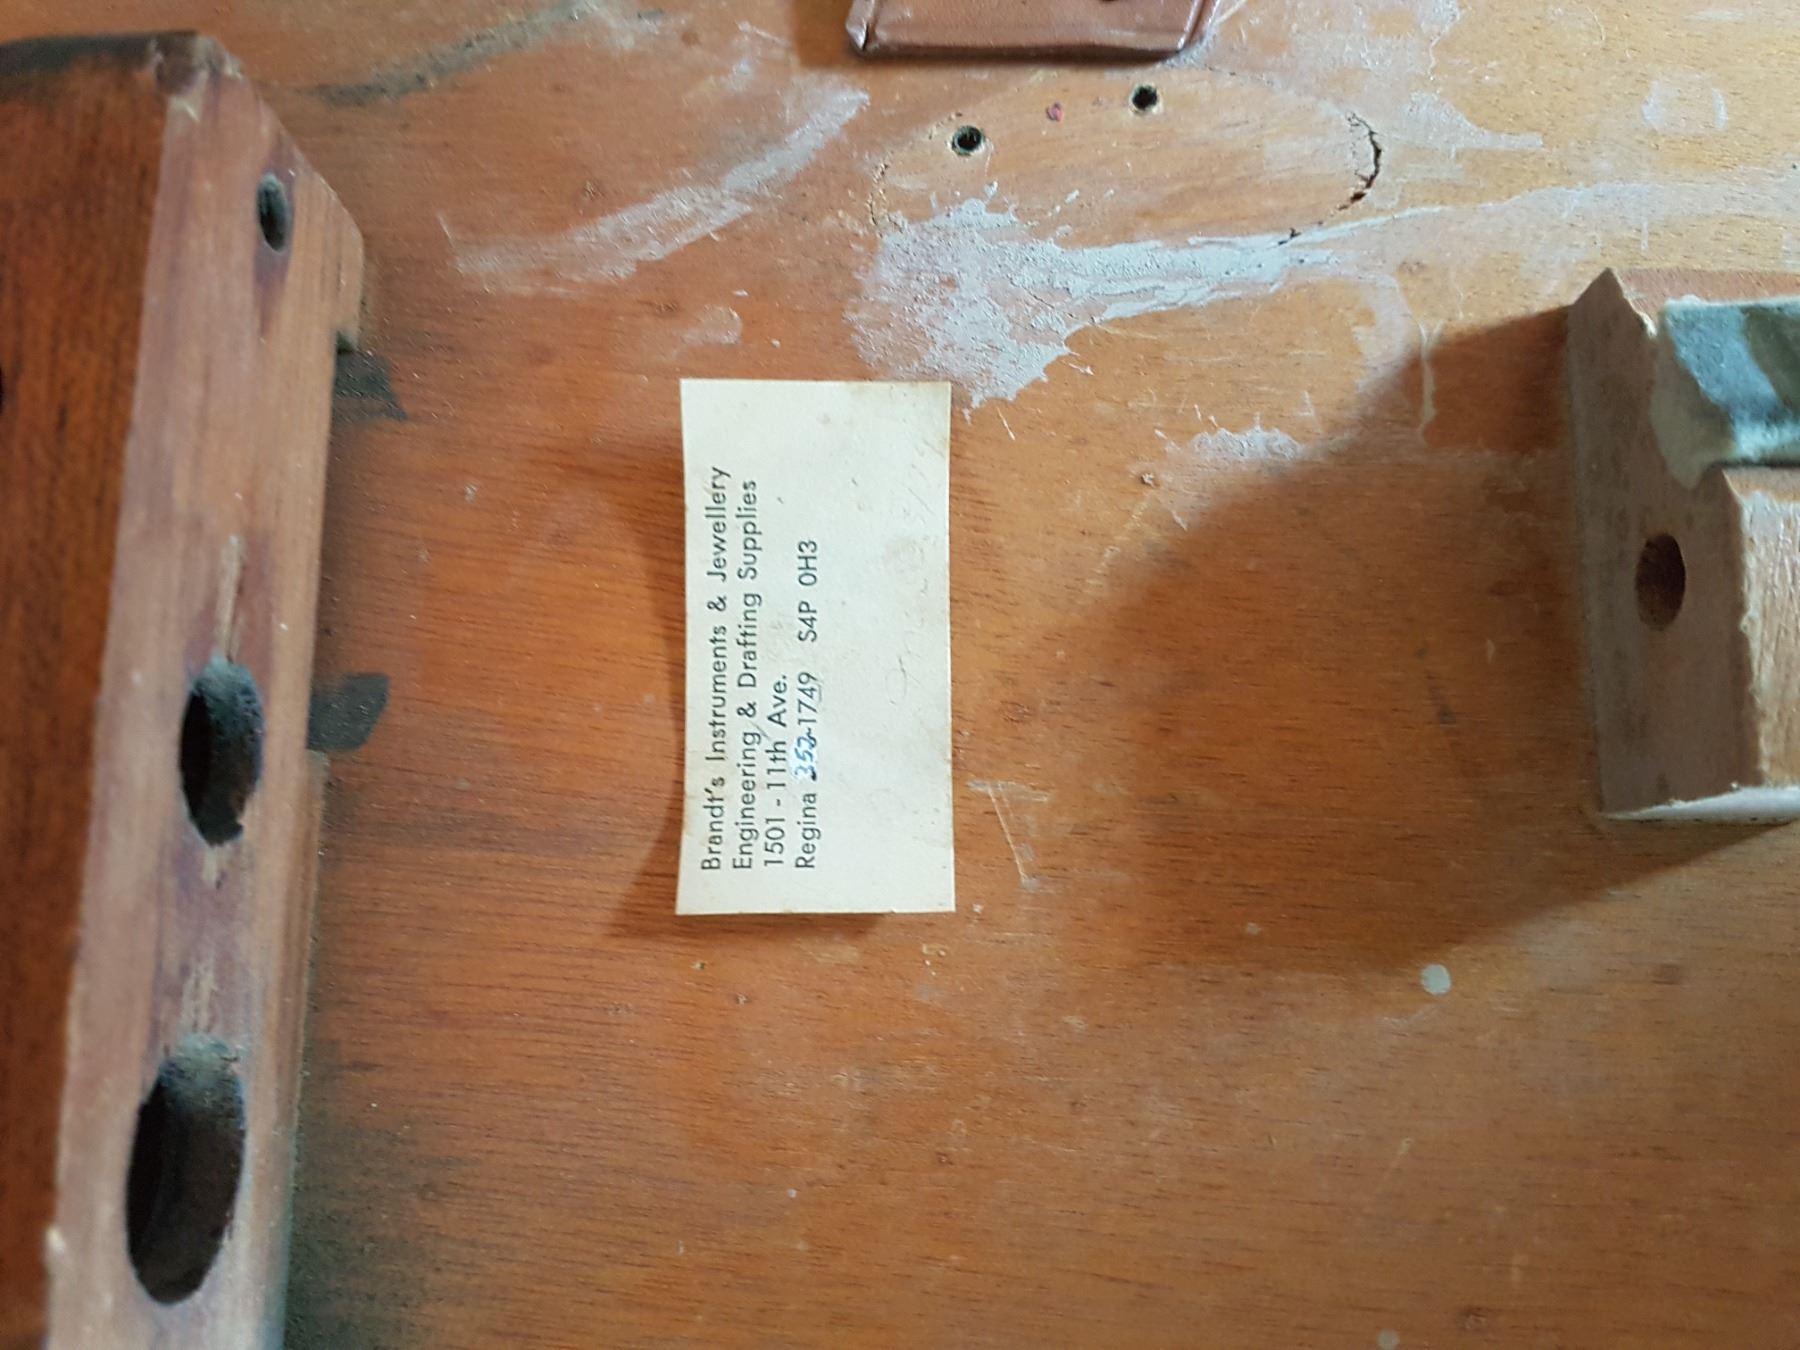 Brandt's Instruments & Jewellery
Engineering & Drafting Supplies
1501 - 11th Ave.
Regina 352-1749 S4P 0H3